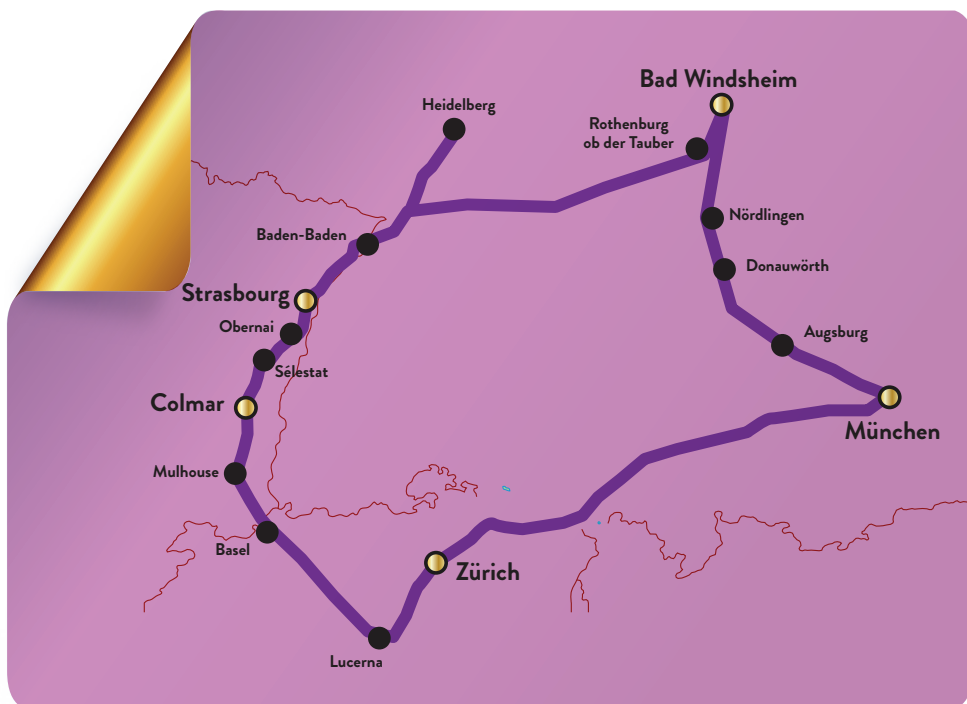 Bad Windsheim
Heidelberg
Rothenburg
ob der Tauber
Nördlingen
Baden-Baden
Donauwörth
Strasbourg
Obernai
Augsburg
Sélestat
Colmar
München
Mulhouse
Basel
Zürich
Lucerna